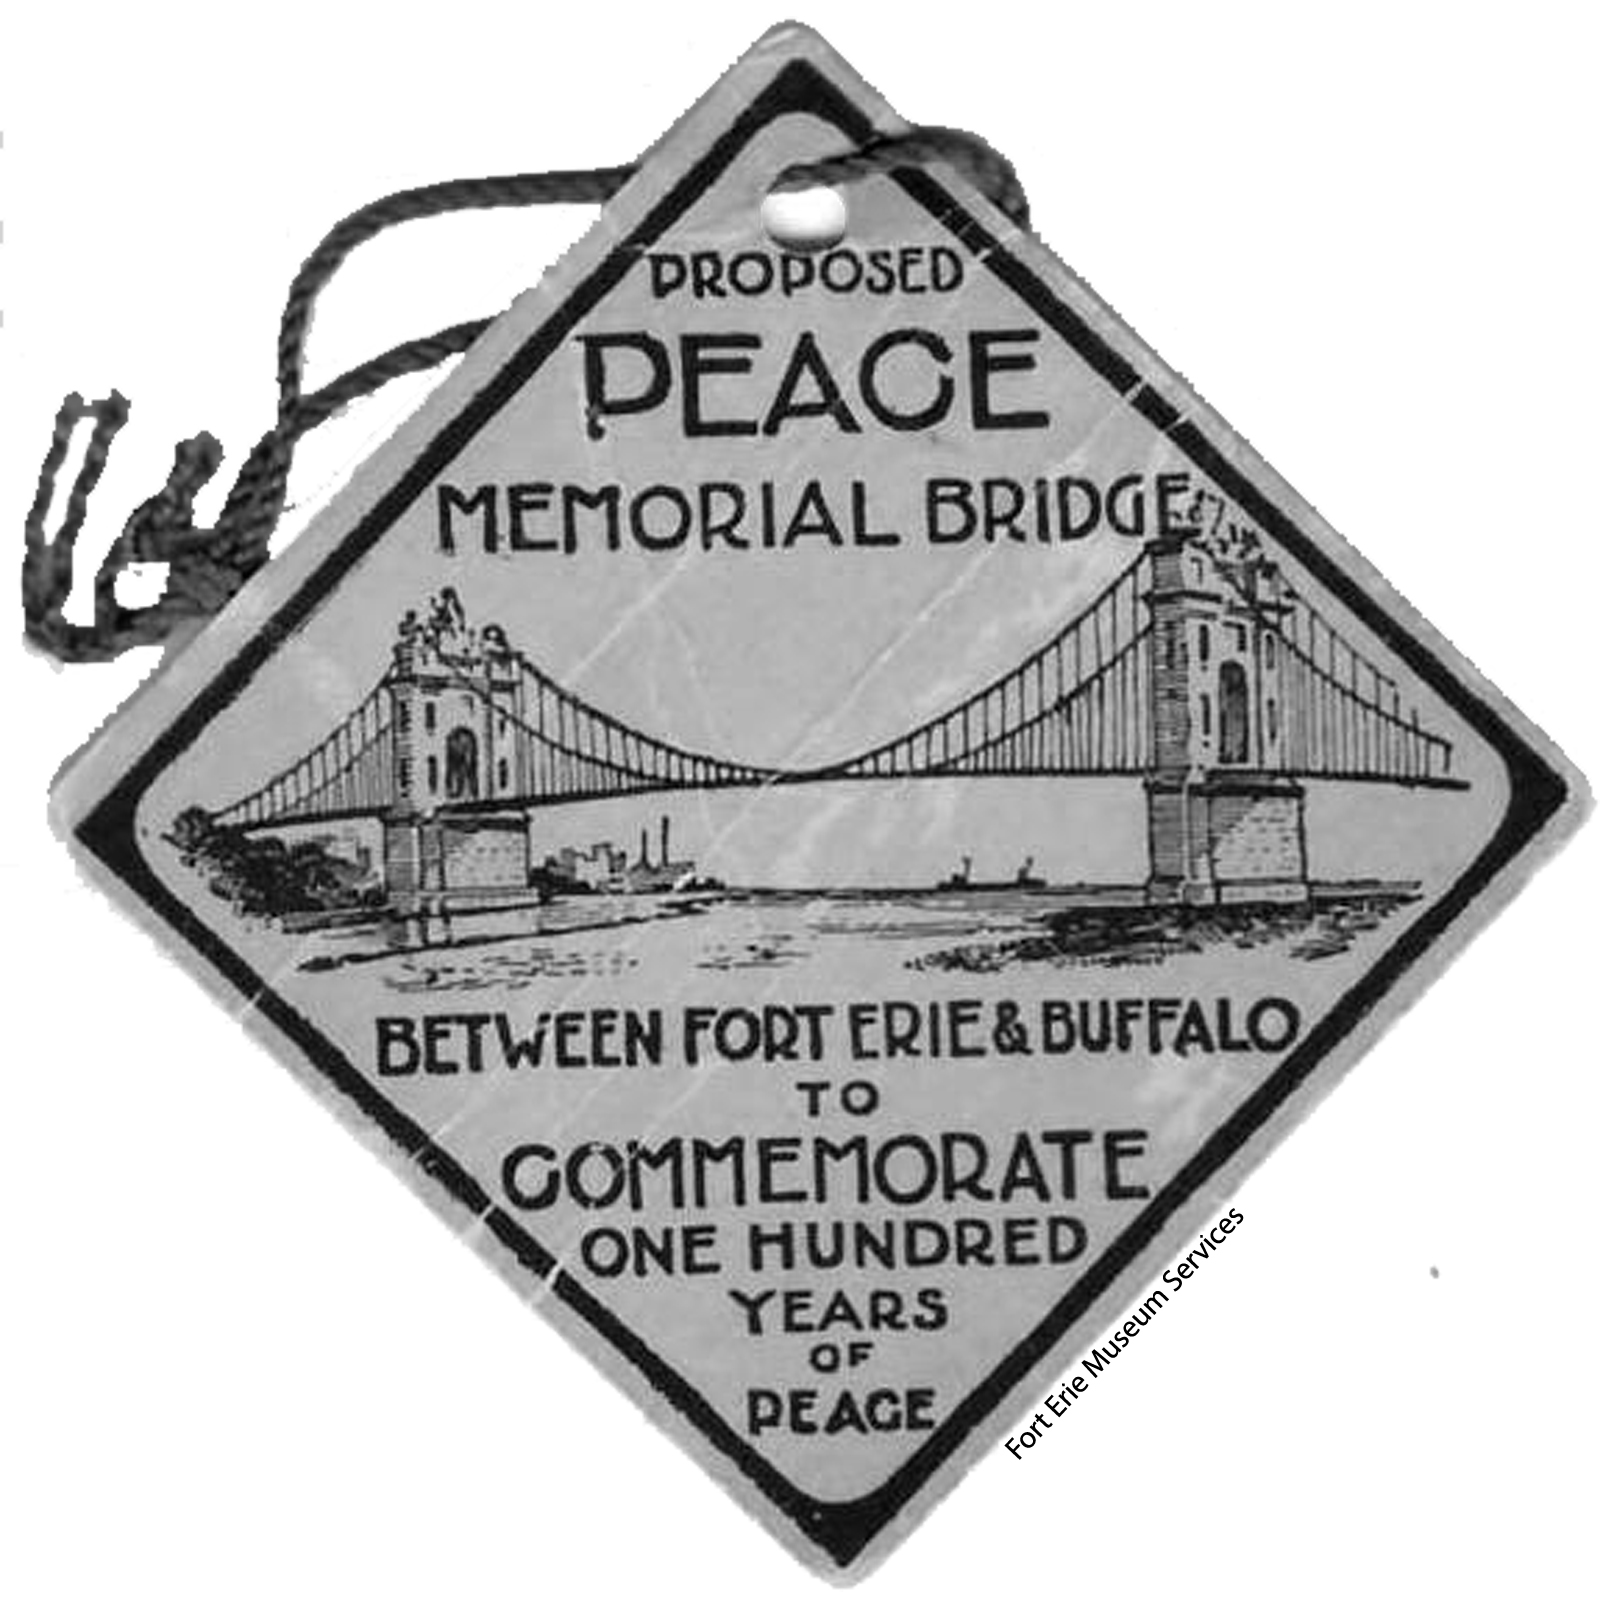 PROPOSED
PEACE
MEMORIAL BRIDGE
BETWEEN FORT ERIE & BUFFALO
TO
COMMEMORATE
ONE HUNDRED
YEARS
OF
PEACE
Fort Erie Museum Services